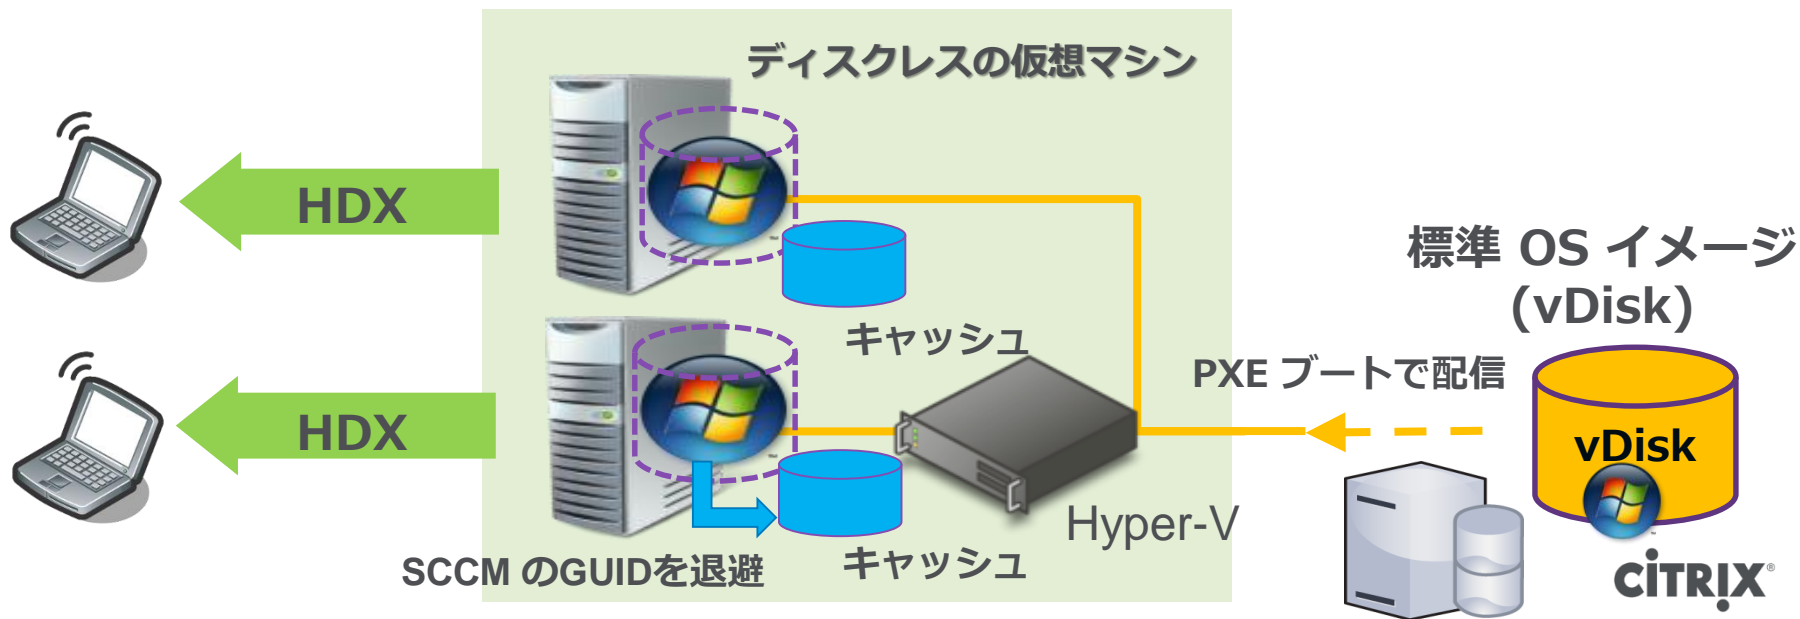 ディスクレスの仮想マシン
HDX
標準 OS イメージ
(vDisk)
キャッシュ
PXE ブートで配信
HDX
vDisk
Hyper-V
SCCM のGUIDを退避
キャッシュ
CİTRIX®